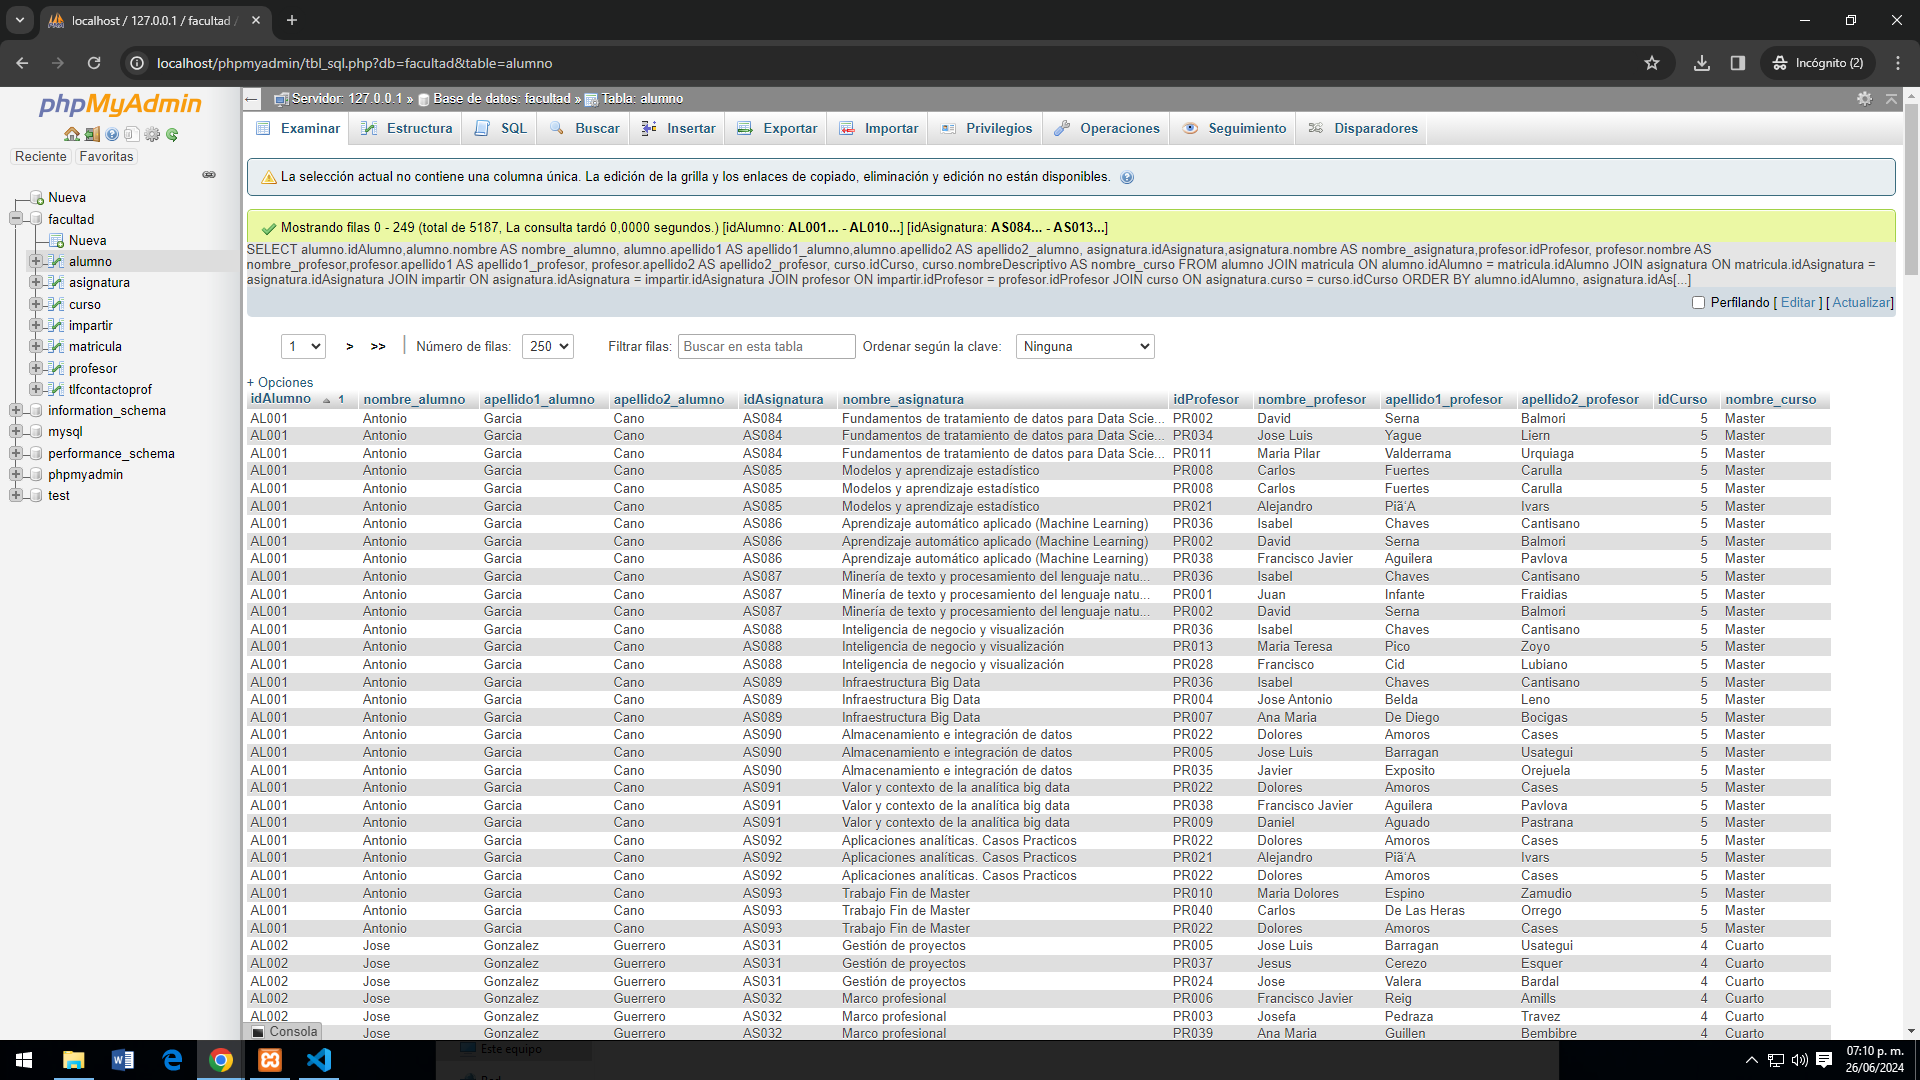 localhost / 127.0.0.1 / facultad /
localhost/phpmyadmin/tbl_sql.php?db=facultad&table=alumno
Incógnito (2)
phpMyAdmin
Reciente Favoritas
Nueva
facultad
Nueva
alumno
asignatura
curso
impartir
matricula
profesor
tlfcontactoprof
information_schema
mysql
performance_schema
phpmyadmin
test
Servidor: 127.0.0.1 » Base de datos: facultad » Tabla: alumno
Examinar Estructura SQL Buscar Insertar Exportar Importar Privilegios Operaciones Seguimiento Disparadores
La selección actual no contiene una columna única. La edición de la grilla y los enlaces de copiado, eliminación y edición no están disponibles.
Mostrando filas 0 - 249 (total de 5187, La consulta tardó 0,0000 segundos.) [idAlumno: AL001... - AL010...] [idAsignatura: AS084... - AS013...]
SELECT alumno.idAlumno,alumno.nombre AS nombre_alumno, alumno.apellido1 AS apellido1_alumno,alumno.apellido2 AS apellido2_alumno, asignatura.idAsignatura,asignatura.nombre AS nombre_asignatura,profesor.idProfesor, profesor.nombre AS
nombre_profesor,profesor.apellido1 AS apellido1_profesor, profesor.apellido2 AS apellido2_profesor, curso.idCurso, curso.nombreDescriptivo AS nombre_curso FROM alumno JOIN matricula ON alumno.idAlumno = matricula.idAlumno JOIN asignatura ON matricula.idAsignatura =
asignatura.idAsignatura JOIN impartir ON asignatura.idAsignatura = impartir.idAsignatura JOIN profesor ON impartir.idProfesor = profesor.idProfesor JOIN curso ON asignatura.curso = curso.idCurso ORDER BY alumno.idAlumno, asignatura.idAs[...]
Perfilando [ Editar ] [ Actualizar]
1 > >> Número de filas: 250 Filtrar filas: Buscar en esta tabla Ordenar según la clave: Ninguna
+ Opciones
idAlumno 1 nombre_alumno apellido1_alumno apellido2_alumno idAsignatura nombre_asignatura idProfesor nombre_profesor apellido1_profesor apellido2_profesor idCurso nombre_curso
AL001 Antonio Garcia Cano AS084 Fundamentos de tratamiento de datos para Data Scie... PR002 David Serna Balmori 5 Master
AL001 Antonio Garcia Cano AS084 Fundamentos de tratamiento de datos para Data Scie... PR034 Jose Luis Yague Liern 5 Master
AL001 Antonio Garcia Cano AS084 Fundamentos de tratamiento de datos para Data Scie... PR011 Maria Pilar Valderrama Urquiaga 5 Master
AL001 Antonio Garcia Cano AS085 Modelos y aprendizaje estadístico PR008 Carlos Fuertes Carulla 5 Master
AL001 Antonio Garcia Cano AS085 Modelos y aprendizaje estadístico PR008 Carlos Fuertes Carulla 5 Master
AL001 Antonio Garcia Cano AS085 Modelos y aprendizaje estadístico PR021 Alejandro Piã‘A Ivars 5 Master
AL001 Antonio Garcia Cano AS086 Aprendizaje automático aplicado (Machine Learning) PR036 Isabel Chaves Cantisano 5 Master
AL001 Antonio Garcia Cano AS086 Aprendizaje automático aplicado (Machine Learning) PR002 David Serna Balmori 5 Master
AL001 Antonio Garcia Cano AS086 Aprendizaje automático aplicado (Machine Learning) PR038 Francisco Javier Aguilera Pavlova 5 Master
AL001 Antonio Garcia Cano AS087 Minería de texto y procesamiento del lenguaje natu... PR036 Isabel Chaves Cantisano 5 Master
AL001 Antonio Garcia Cano AS087 Minería de texto y procesamiento del lenguaje natu... PR001 Juan Infante Fraidias 5 Master
AL001 Antonio Garcia Cano AS087 Minería de texto y procesamiento del lenguaje natu... PR002 David Serna Balmori 5 Master
AL001 Antonio Garcia Cano AS088 Inteligencia de negocio y visualización PR036 Isabel Chaves Cantisano 5 Master
AL001 Antonio Garcia Cano AS088 Inteligencia de negocio y visualización PR013 Maria Teresa Pico Zoyo 5 Master
AL001 Antonio Garcia Cano AS088 Inteligencia de negocio y visualización PR028 Francisco Cid Lubiano 5 Master
AL001 Antonio Garcia Cano AS089 Infraestructura Big Data PR036 Isabel Chaves Cantisano 5 Master
AL001 Antonio Garcia Cano AS089 Infraestructura Big Data PR004 Jose Antonio Belda Leno 5 Master
AL001 Antonio Garcia Cano AS089 Infraestructura Big Data PR007 Ana Maria De Diego Bocigas 5 Master
AL001 Antonio Garcia Cano AS090 Almacenamiento e integración de datos PR022 Dolores Amoros Cases 5 Master
AL001 Antonio Garcia Cano AS090 Almacenamiento e integración de datos PR005 Jose Luis Barragan Usategui 5 Master
AL001 Antonio Garcia Cano AS090 Almacenamiento e integración de datos PR035 Javier Exposito Orejuela 5 Master
AL001 Antonio Garcia Cano AS091 Valor y contexto de la analítica big data PR022 Dolores Amoros Cases 5 Master
AL001 Antonio Garcia Cano AS091 Valor y contexto de la analítica big data PR038 Francisco Javier Aguilera Pavlova 5 Master
AL001 Antonio Garcia Cano AS091 Valor y contexto de la analítica big data PR009 Daniel Aguado Pastrana 5 Master
AL001 Antonio Garcia Cano AS092 Aplicaciones analíticas. Casos Practicos PR022 Dolores Amoros Cases 5 Master
AL001 Antonio Garcia Cano AS092 Aplicaciones analíticas. Casos Practicos PR021 Alejandro Piã‘A Ivars 5 Master
AL001 Antonio Garcia Cano AS092 Aplicaciones analíticas. Casos Practicos PR022 Dolores Amoros Cases 5 Master
AL001 Antonio Garcia Cano AS093 Trabajo Fin de Master PR010 Maria Dolores Espino Zamudio 5 Master
AL001 Antonio Garcia Cano AS093 Trabajo Fin de Master PR040 Carlos De Las Heras Orrego 5 Master
AL001 Antonio Garcia Cano AS093 Trabajo Fin de Master PR022 Dolores Amoros Cases 5 Master
AL002 Jose Gonzalez Guerrero AS031 Gestión de proyectos PR005 Jose Luis Barragan Usategui 4 Cuarto
AL002 Jose Gonzalez Guerrero AS031 Gestión de proyectos PR037 Jesus Cerezo Esquer 4 Cuarto
AL002 Jose Gonzalez Guerrero AS031 Gestión de proyectos PR024 Jose Valera Bardal 4 Cuarto
AL002 Jose Gonzalez Guerrero AS032 Marco profesional PR006 Francisco Javier Reig Amills 4 Cuarto
AL002 Jose Gonzalez Guerrero AS032 Marco profesional PR003 Josefa Pedraza Travez 4 Cuarto
Jose Gonzalez Guerrero AS032 Marco profesional PR039 Ana Maria Guillen Bembibre 4 Cuarto
Consola
Este equipo
07:10 p. m.
26/06/2024